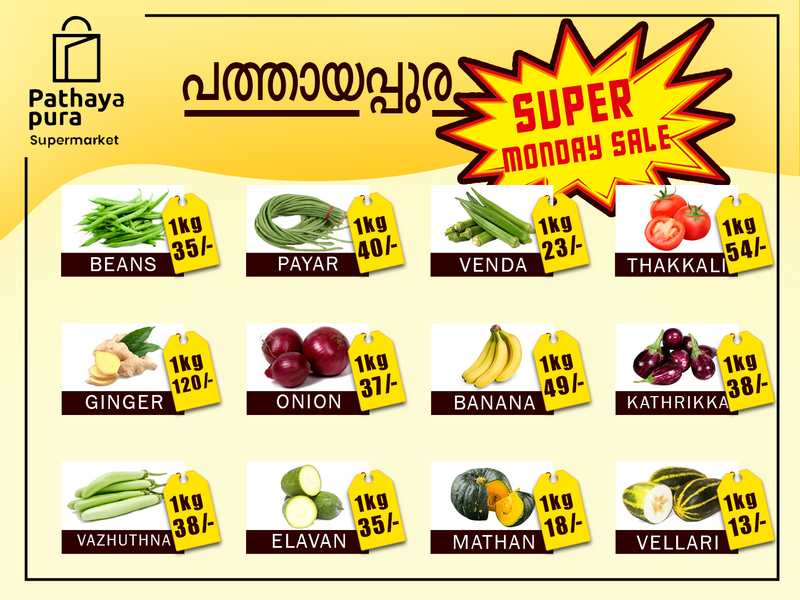 Pathaya
pura
Supermarket
പത്തായപ്പുര
SUPER
MONDAY SALE
1kg
35/-
BEANS
1kg
40/-
PAYAR
1kg
23/-
VENDA
1kg
54/-
THAKKALI
1kg
120/-
GINGER
1kg
37/-
ONION
1kg
49/-
BANANA
1kg
38/-
KATHRIKKA
1kg
38/-
VAZHUTHNA
1kg
35/-
ELAVAN
1kg
18/-
MATHAN
1kg
13/-
VELLARI